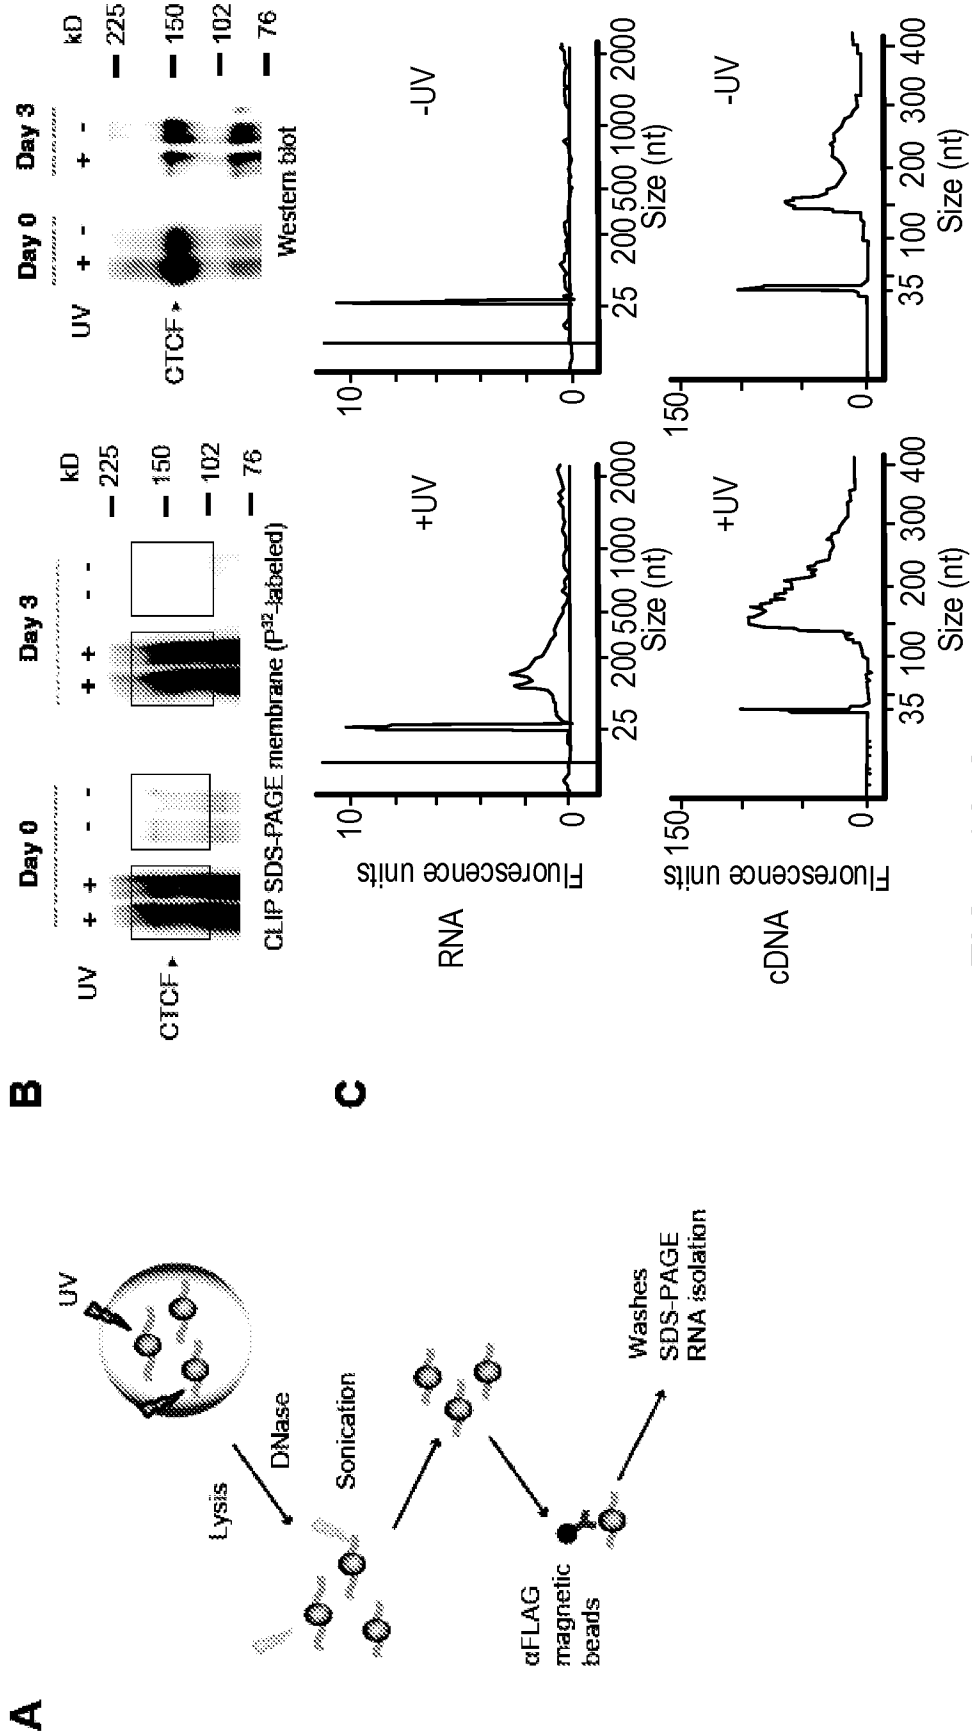 A
UV
Lysis
DNase
Sonication
αFLAG
magnetic
beads
Washes
SDS-PAGE
RNA isolation
B
Day 0
Day 3
UV
+ + - -
+ + - -
kD
225
150
102
76
CTCF
CLIP SDS-PAGE membrane (P32-labeled)
Day 0
Day 3
UV
+ -
+ -
kD
225
150
102
76
CTCF
Western blot
C
RNA
Fluorescence units
10
0
+UV
25 200 500 1000 2000
Size (nt)
10
0
-UV
25 200 500 1000 2000
Size (nt)
cDNA
Fluorescence units
150
0
+UV
35 100 200 300 400
Size (nt)
150
0
-UV
35 100 200 300 400
Size (nt)